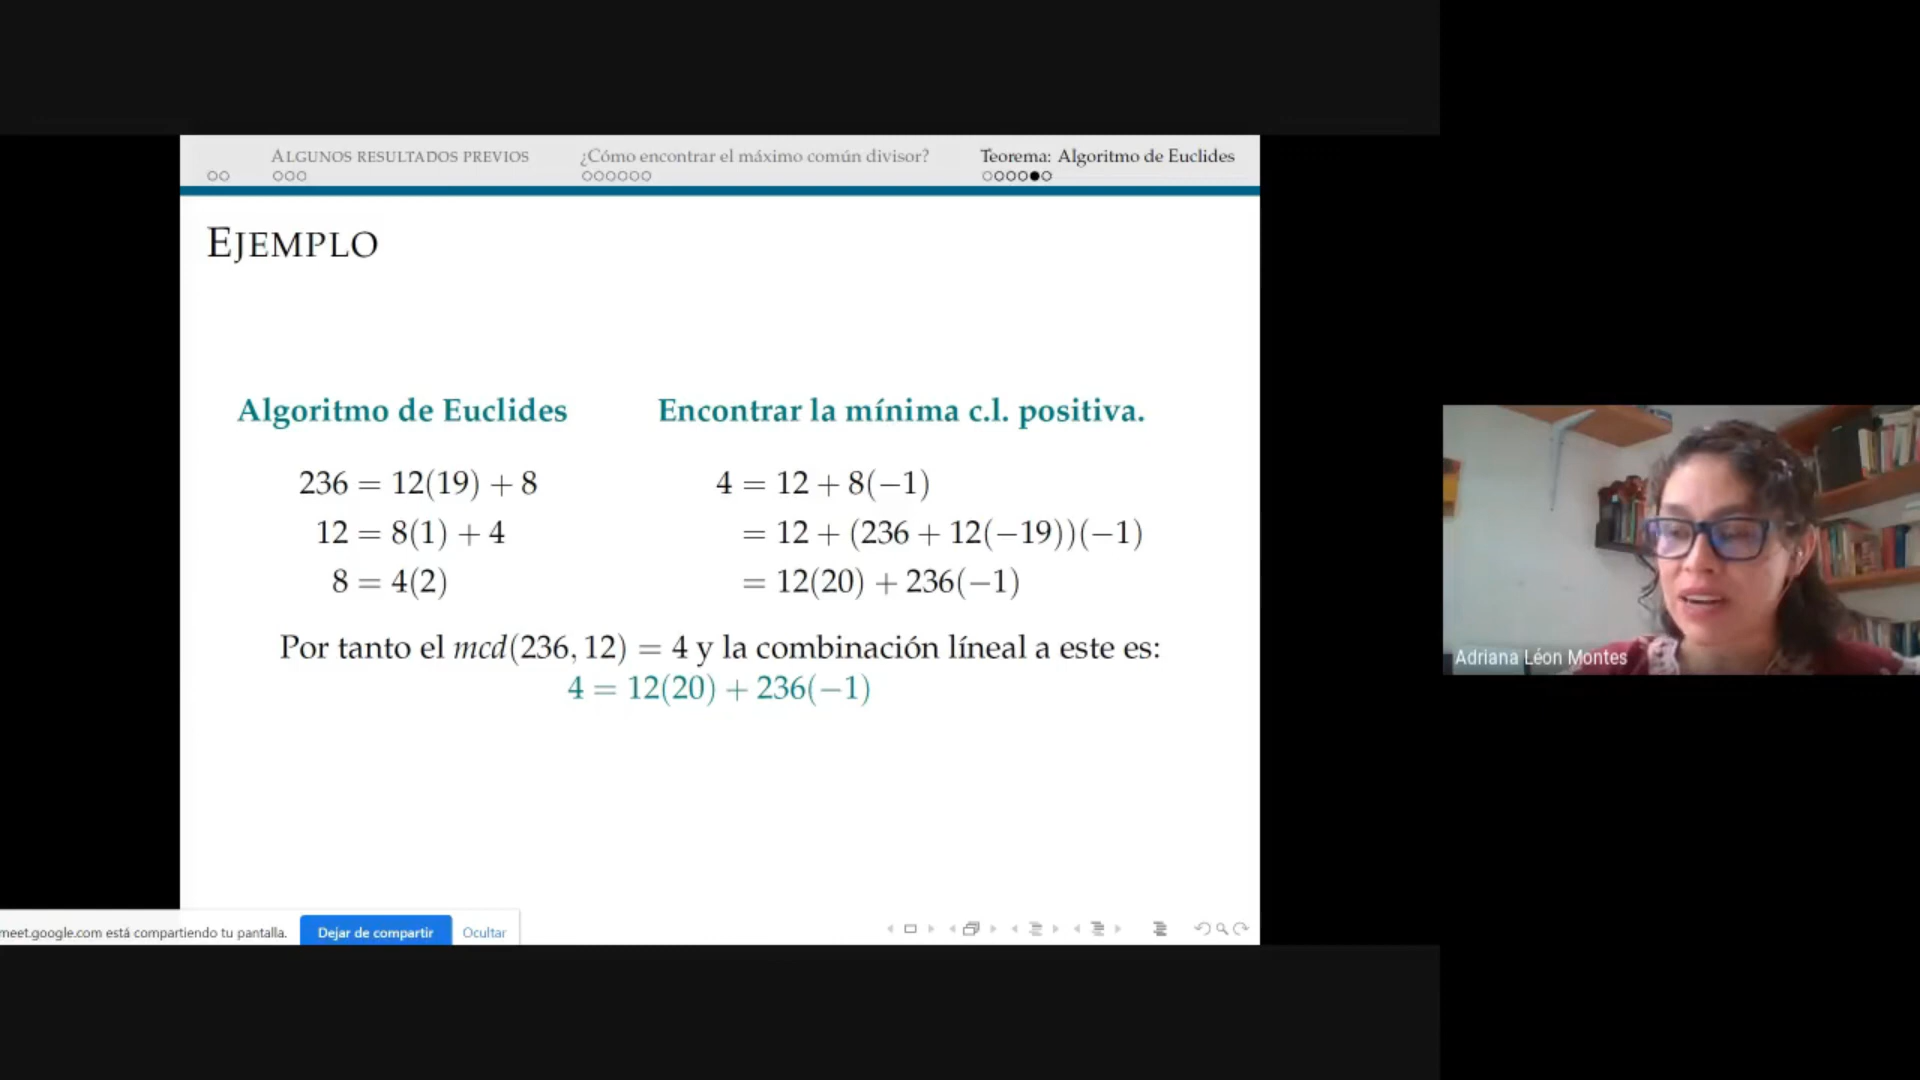 ALGUNOS RESULTADOS PREVIOS
¿Cómo encontrar el máximo común divisor?
Teorema: Algoritmo de Euclides
EJEMPLO
Algoritmo de Euclides
236 = 12(19) + 8
12 = 8(1) + 4
8 = 4(2)
Encontrar la mínima c.l. positiva.
4 = 12 + 8(−1)
= 12 + (236 + 12(−19))(−1)
= 12(20) + 236(−1)
Por tanto el mcd(236, 12) = 4 y la combinación líneal a este es:
4 = 12(20) + 236(−1)
Adriana Léon Montes
meet.google.com está compartiendo tu pantalla.
Dejar de compartir
Ocultar